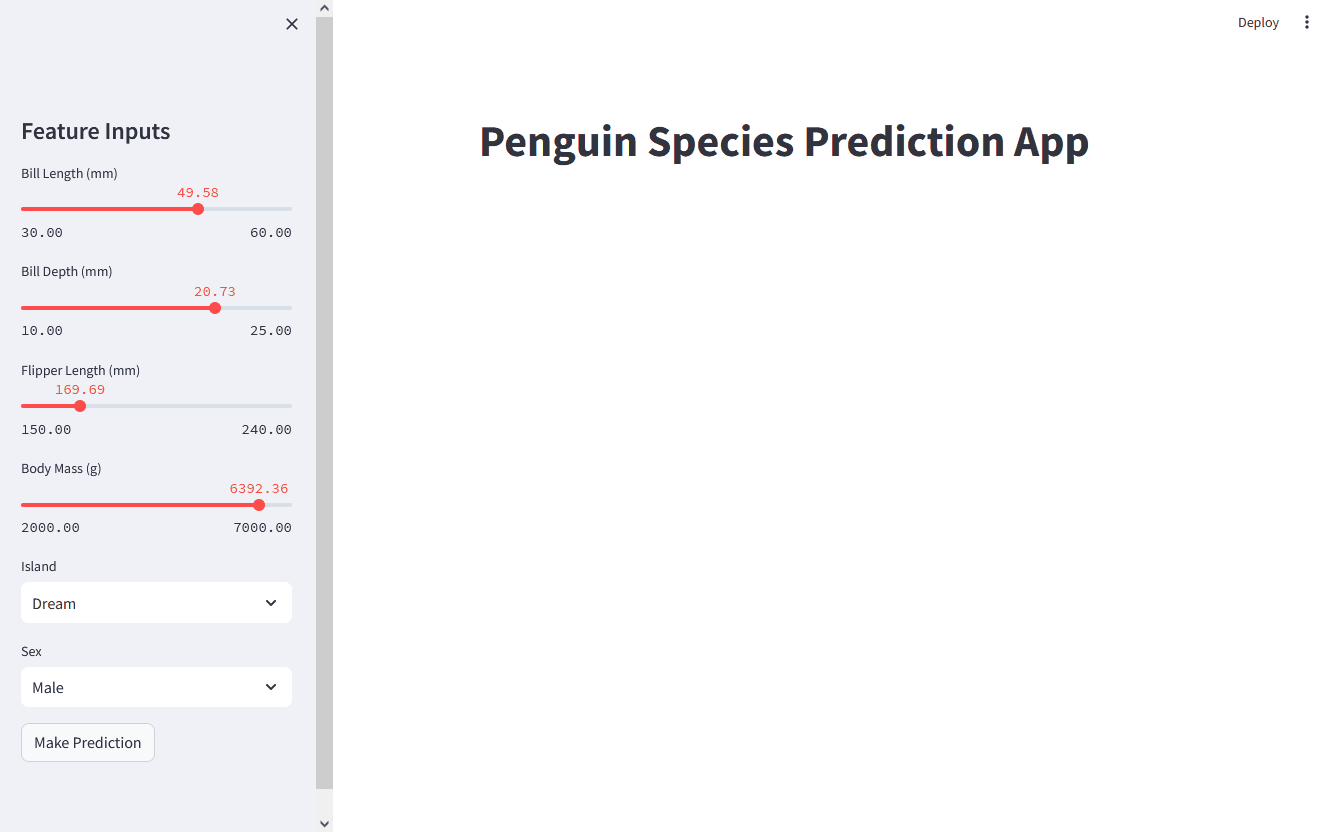 Deploy
Feature Inputs
Bill Length (mm)
49.58
30.00 60.00
Bill Depth (mm)
20.73
10.00 25.00
Flipper Length (mm)
169.69
150.00 240.00
Body Mass (g)
6392.36
2000.00 7000.00
Island
Dream
Sex
Male
Make Prediction
Penguin Species Prediction App